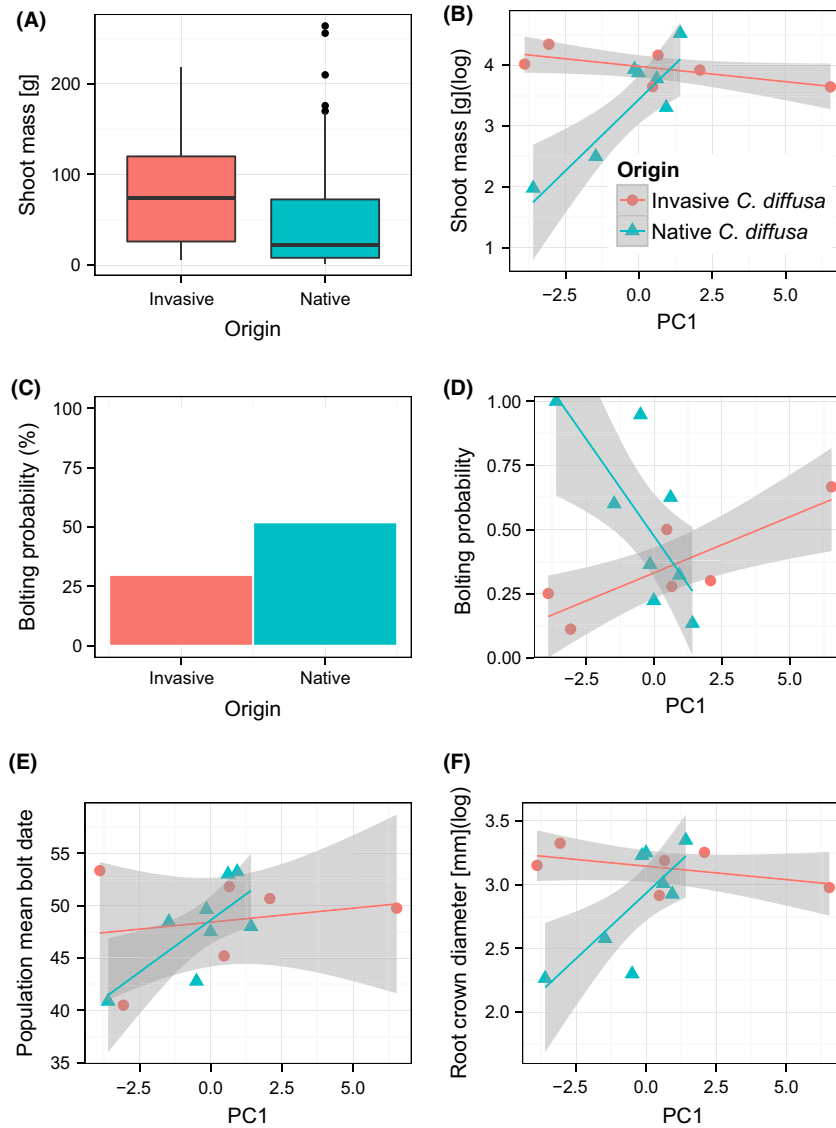 (A)
Shoot mass [g]
200
100
0
Invasive
Native
Origin
(B)
Shoot mass [g](log)
4
3
2
1
Origin
Invasive C. diffusa
Native C. diffusa
−2.5
0.0
2.5
5.0
PC1
(C)
Bolting probability (%)
100
75
50
25
0
Invasive
Native
Origin
(D)
Bolting probability
1.00
0.75
0.50
0.25
0.00
−2.5
0.0
2.5
5.0
PC1
(E)
Population mean bolt date
55
50
45
40
35
−2.5
0.0
2.5
5.0
PC1
(F)
Root crown diameter [mm](log)
3.5
3.0
2.5
2.0
−2.5
0.0
2.5
5.0
PC1